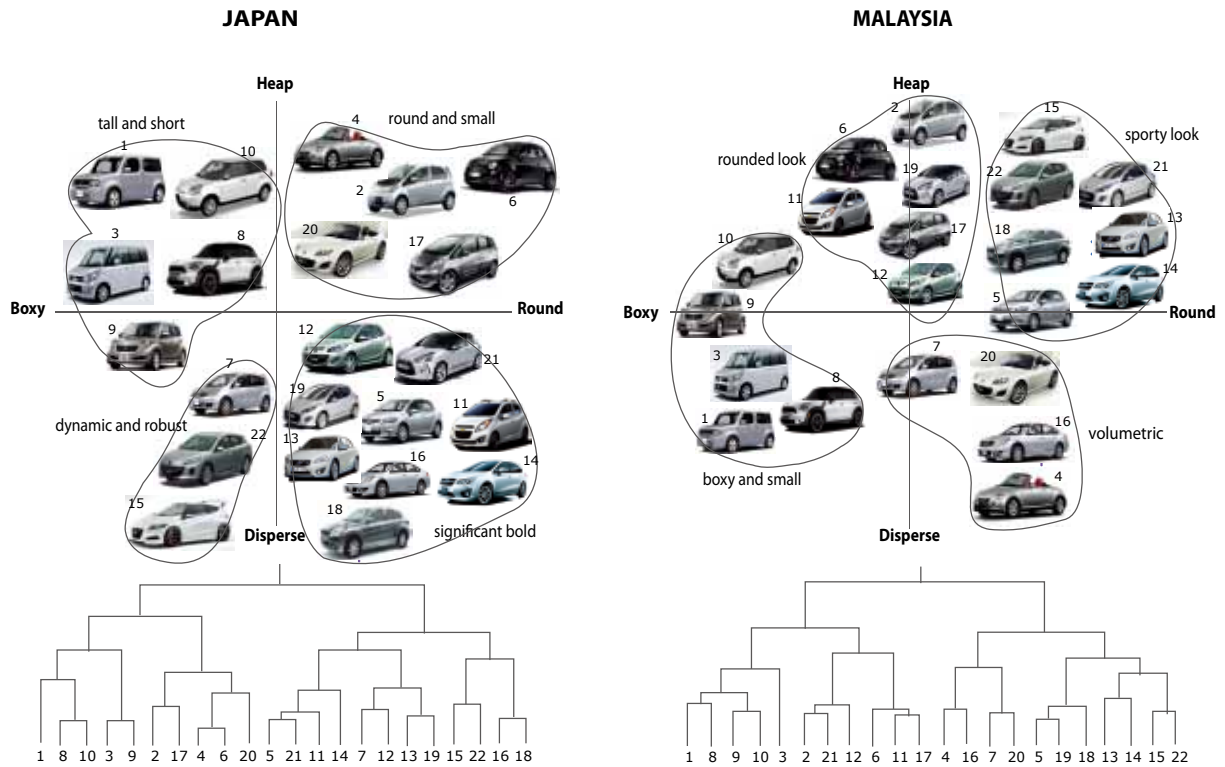 JAPAN
Heap
tall and short
round and small
1
10
4
2
6
3
8
20
17
Boxy
Round
9
12
21
7
19
5
11
dynamic and robust
22
13
16
14
15
18
Disperse
significant bold
1 8 10 3 9 2 17 4 6 20 5 21 11 14 7 12 13 19 15 22 16 18
MALAYSIA
Heap
2
15
6
sporty look
rounded look
19
22
21
11
10
17
18
13
12
14
Boxy
9
5
Round
3
7
20
8
1
16
volumetric
boxy and small
4
Disperse
1 8 9 10 3 2 21 12 6 11 17 4 16 7 20 5 19 18 13 14 15 22